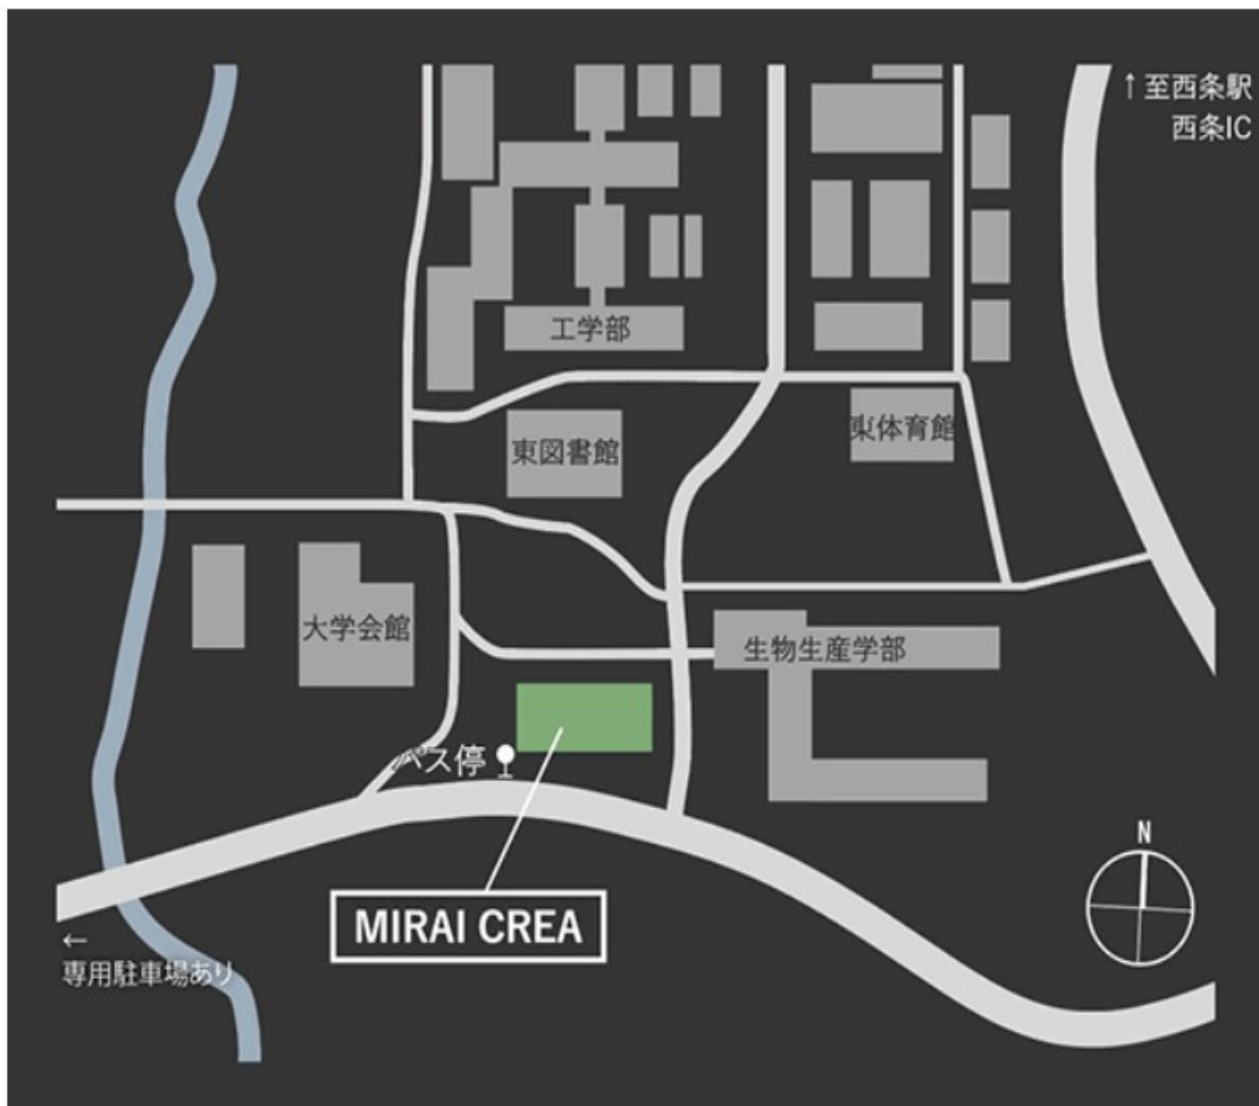 ↑至西条駅
西条IC
工学部
東図書館
東体育館
大学会館
生物生産学部
バス停
MIRAI CREA
N
←
専用駐車場あり